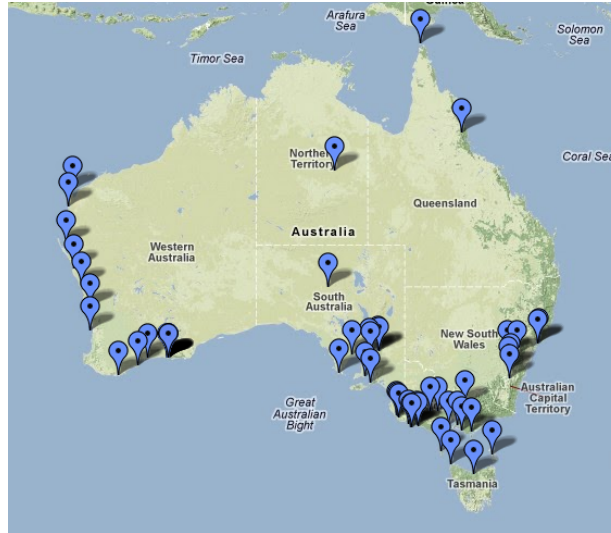 Guinea
Arafura
Sea
Solomon
Sea
Timor Sea
Northern
Territory
Coral Sea
Queensland
Australia
Western
Australia
South
Australia
New South
Wales
Great
Australian
Bight
Australian
Capital
Territory
Tasmania